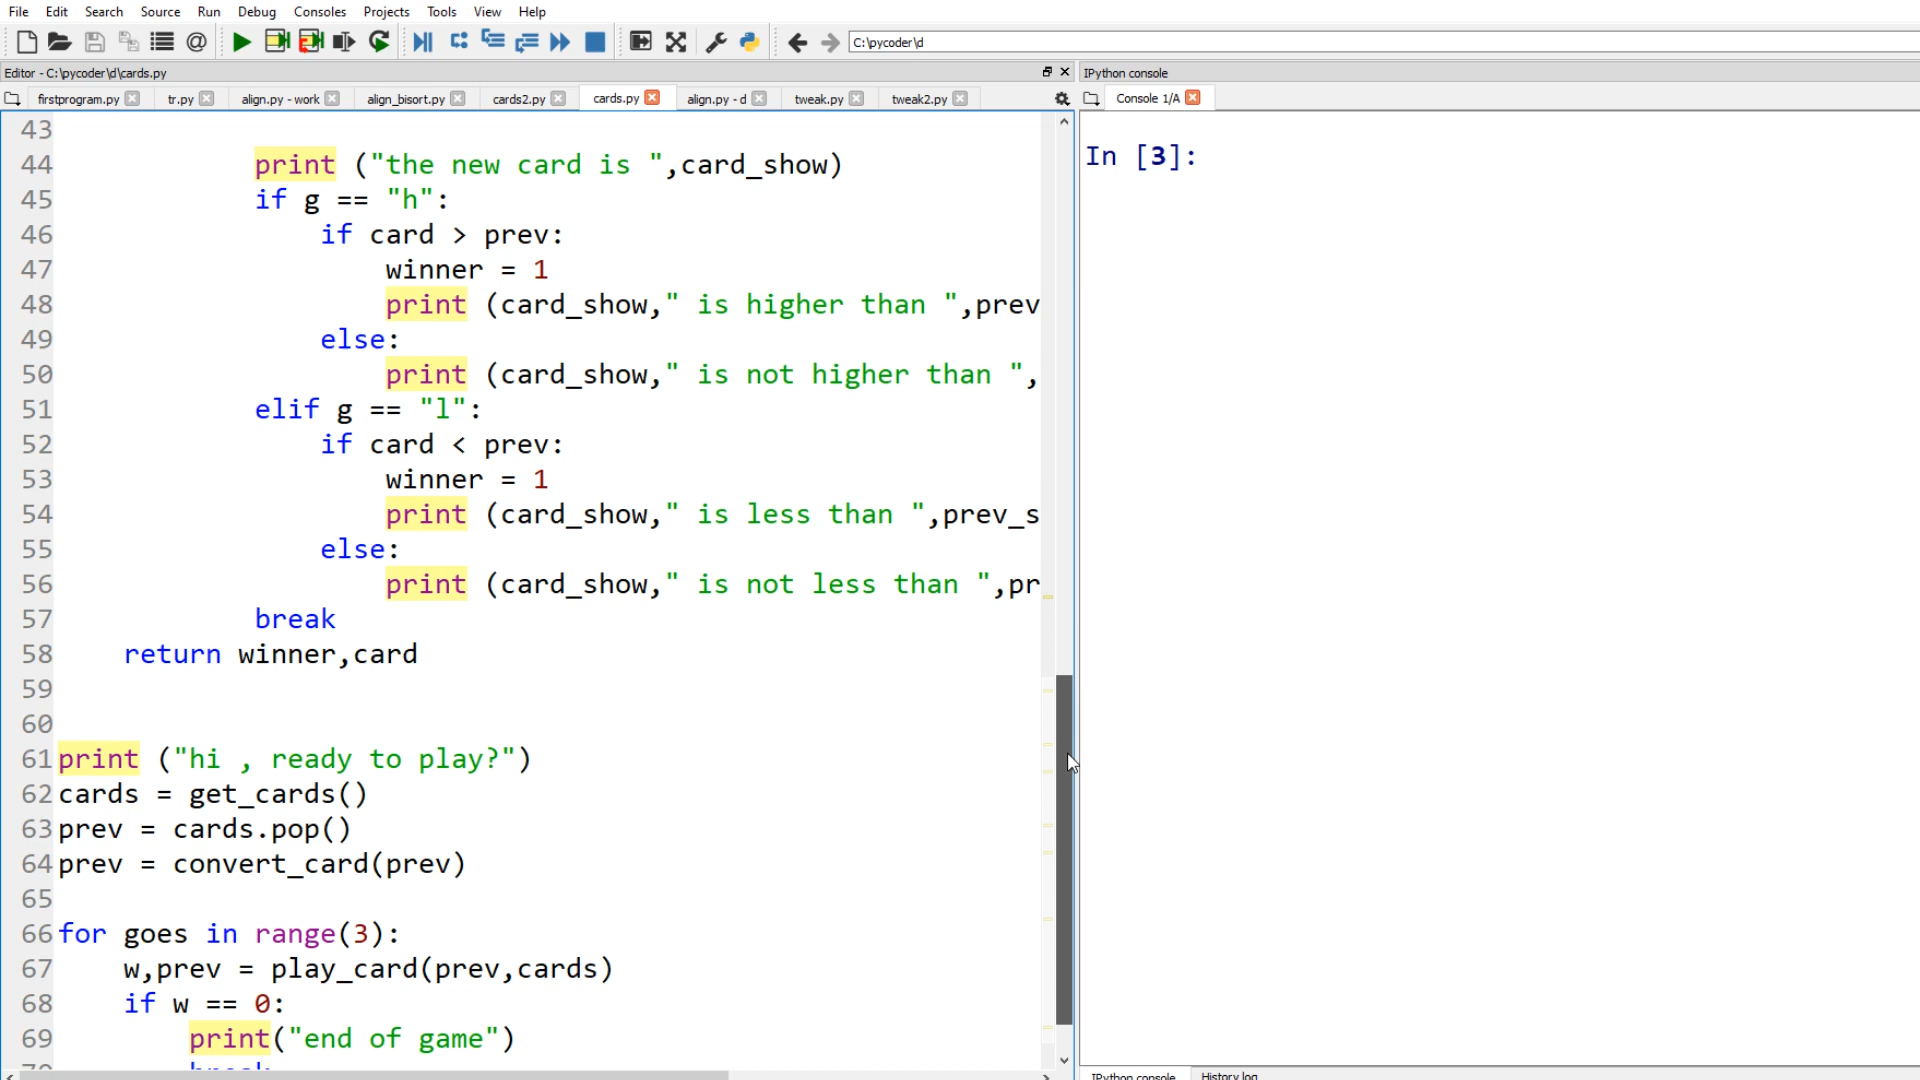 File Edit Search Source Run Debug Consoles Projects Tools View Help
C:\pycoder\d
Editor - C:\pycoder\d\cards.py
IPython console
firstprogram.py tr.py align.py - work align_bisort.py cards2.py cards.py align.py - d tweak.py tweak2.py
Console 1/A
In [3]:
43
44 print ("the new card is ",card_show)
45 if g == "h":
46 if card > prev:
47 winner = 1
48 print (card_show," is higher than ",prev
49 else:
50 print (card_show," is not higher than ",
51 elif g == "l":
52 if card < prev:
53 winner = 1
54 print (card_show," is less than ",prev_s
55 else:
56 print (card_show," is not less than ",pr
57 break
58 return winner,card
59
60
61 print ("hi , ready to play?")
62 cards = get_cards()
63 prev = cards.pop()
64 prev = convert_card(prev)
65
66 for goes in range(3):
67 w,prev = play_card(prev,cards)
68 if w == 0:
69 print("end of game")
IPython console History log